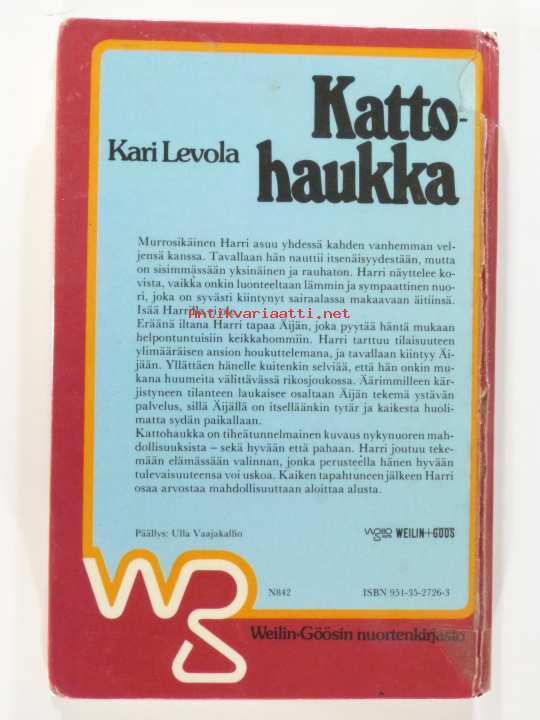 Katto-
haukka
Kari Levola
Murrosikäinen Harri asuu yhdessä kahden vanhemman vel-
jensä kanssa. Tavallaan hän nauttii itsenäisyydestään, mutta
on sisimmässään yksinäinen ja rauhaton. Harri näyttelee ko-
vista, vaikka onkin luonteeltaan lämmin ja sympaattinen nuo-
ri, joka on syvästi kiintynyt sairaalassa makaavaan äitiinsä.
Isää Harrilla ei ole.
Antikvariaatti.net
Eräänä iltana Harri tapaa Äijän, joka pyytää häntä mukaan
helpontuntuisiin keikkahommiin. Harri tarttuu tilaisuuteen
ylimääräisen ansion houkuttelemana, ja tavallaan kiintyy Äi-
jään. Yllättäen hänelle kuitenkin selviää, että hän onkin mu-
kana huumeita välittävässä rikosjoukossa. Äärimmilleen kär-
jistyneen tilanteen laukaisee osaltaan Äijän tekemä ystävän
palvelus, sillä Äijällä on itselläänkin tytär ja kaikesta huoli-
matta sydän paikallaan.
Kattohaukka on tiheätunnelmainen kuvaus nykynuoren mah-
dollisuuksista – sekä hyvään että pahaan. Harri joutuu teke-
mään elämässään valinnan, jonka perusteella hänen hyvään
tulevaisuuteensa voi uskoa. Kaiken tapahtuneen jälkeen Harri
osaa arvostaa mahdollisuuttaan aloittaa alusta.
Päällys: Ulla Vaajakallio
WEILIN+GÖÖS
N842
ISBN 951-35-2726-3
Weilin+Göösin nuortenkirjasto